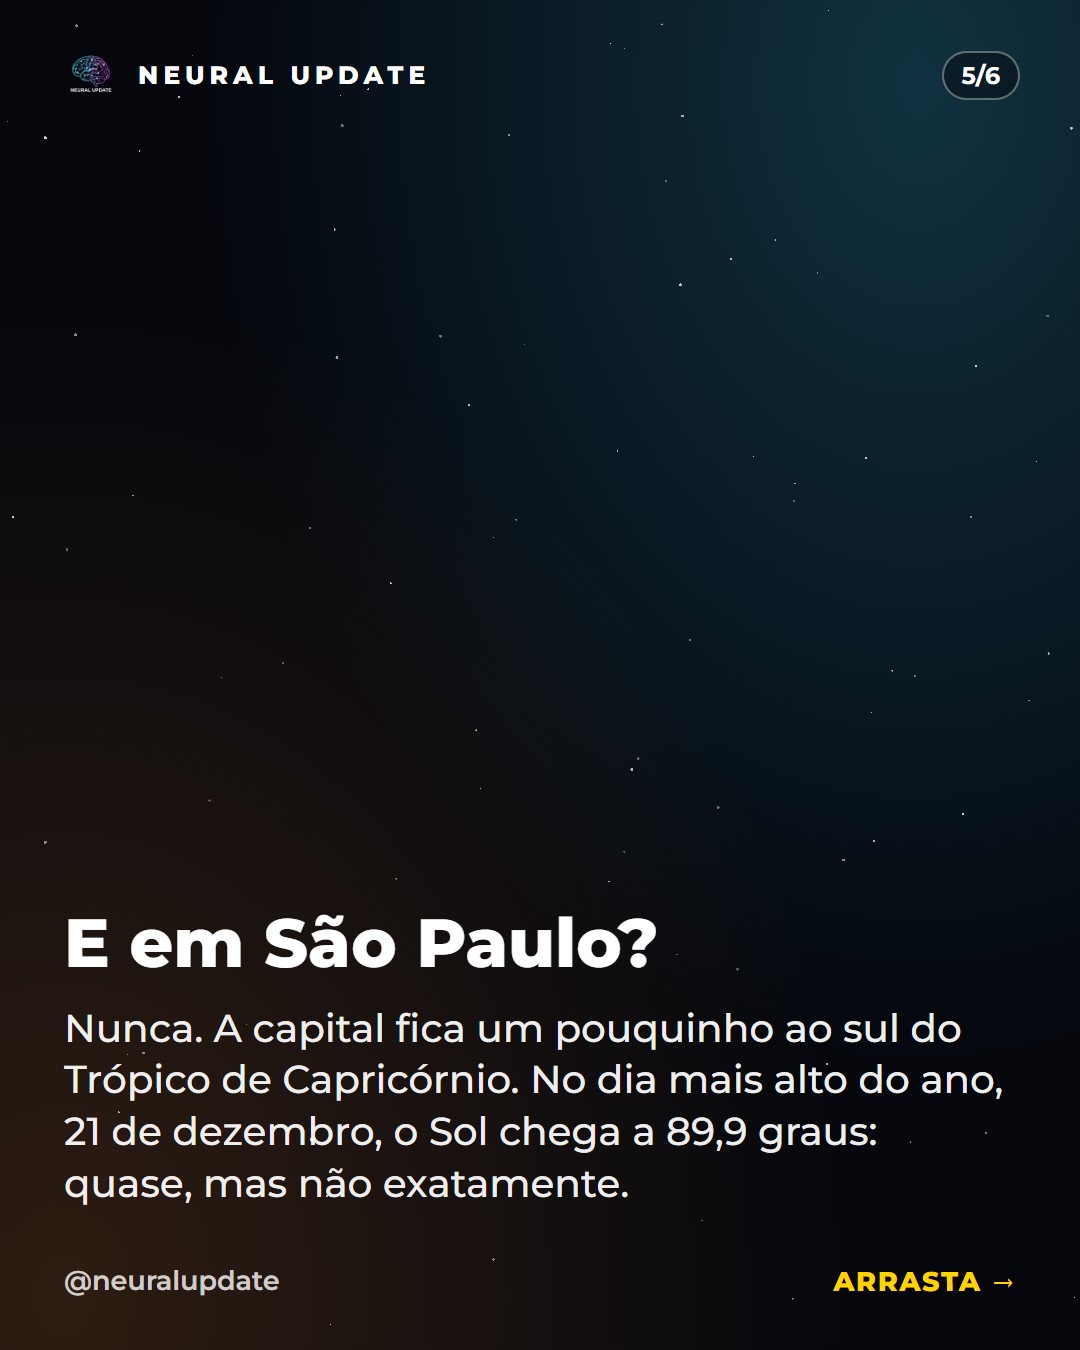 NEURAL UPDATE
NEURAL UPDATE
5/6
E em São Paulo?
Nunca. A capital fica um pouquinho ao sul do
Trópico de Capricórnio. No dia mais alto do ano,
21 de dezembro, o Sol chega a 89,9 graus:
quase, mas não exatamente.
@neuralupdate
ARRASTA →